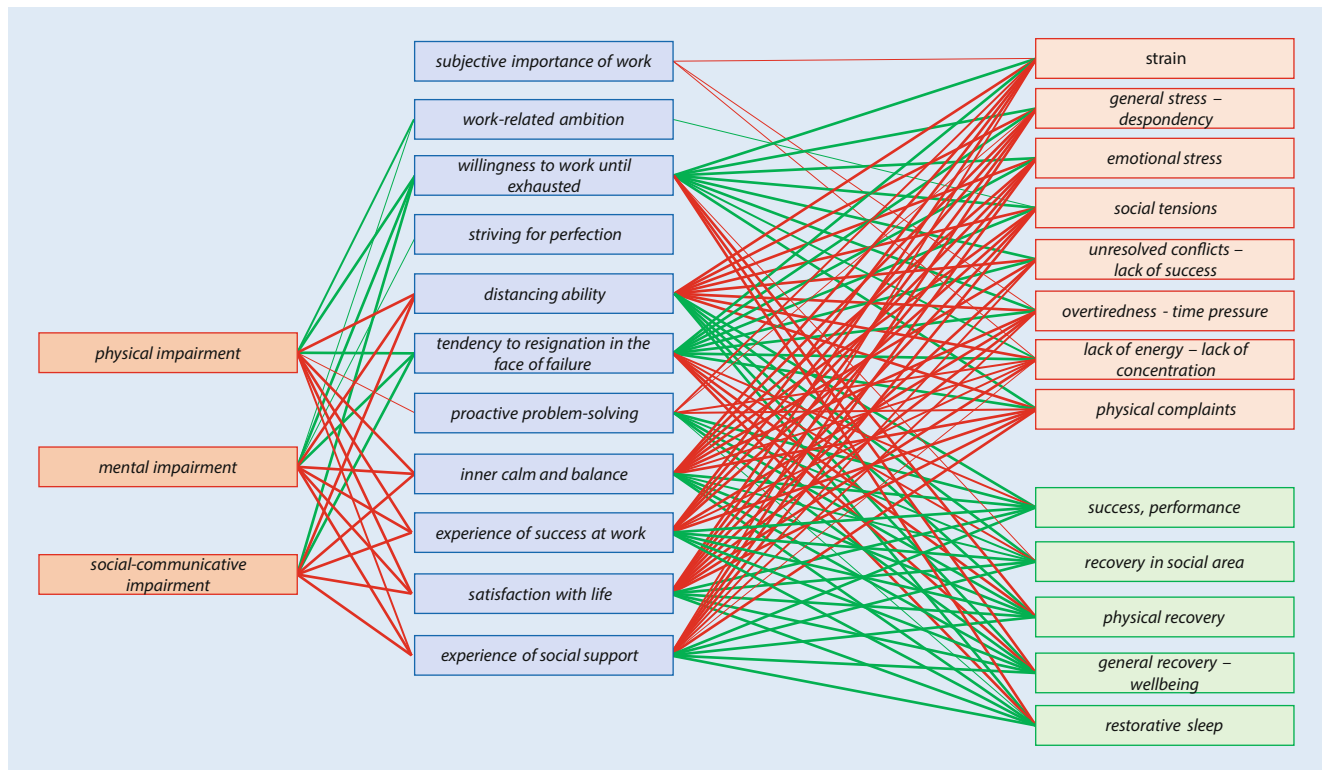 physical impairment
mental impairment
social-communicative
impairment
subjective importance of work
work-related ambition
willingness to work until
exhausted
striving for perfection
distancing ability
tendency to resignation in the
face of failure
proactive problem-solving
inner calm and balance
experience of success at work
satisfaction with life
experience of social support
strain
general stress –
despondency
emotional stress
social tensions
unresolved conflicts –
lack of success
overtiredness - time pressure
lack of energy – lack of
concentration
physical complaints
success, performance
recovery in social area
physical recovery
general recovery –
wellbeing
restorative sleep